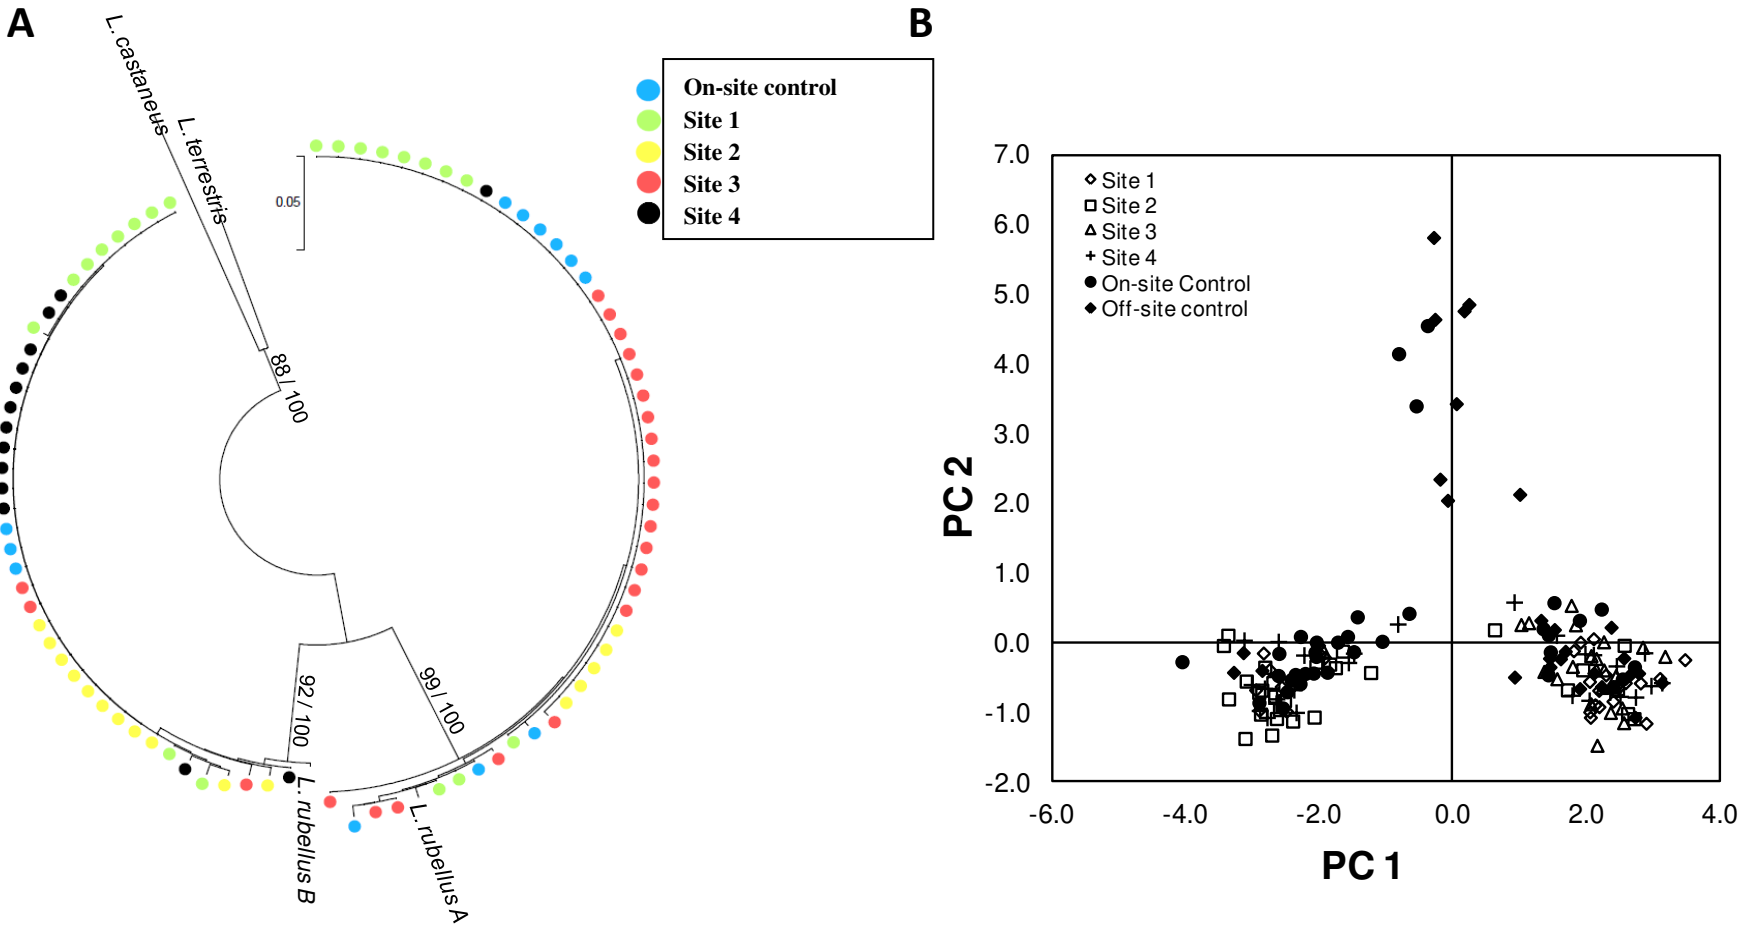 A
B
L. castaneus
L. terrestris
On-site control
Site 1
Site 2
Site 3
Site 4
0.05
88 / 100
92 / 100
99 / 100
L. rubellus B
L. rubellus A
7.0
6.0
5.0
4.0
3.0
2.0
1.0
0.0
-1.0
-2.0
Site 1
Site 2
Site 3
Site 4
On-site Control
Off-site control
PC 2
-6.0 -4.0 -2.0 0.0 2.0 4.0
PC 1